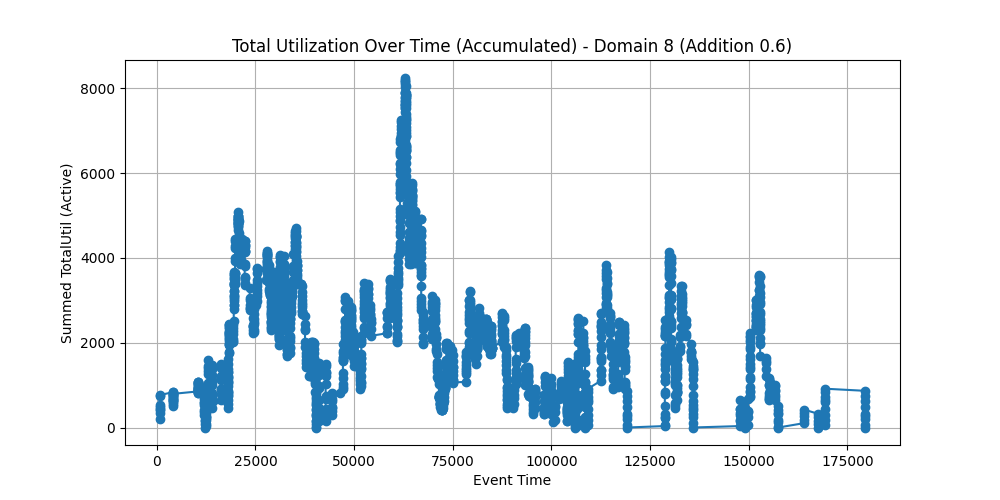 Total Utilization Over Time (Accumulated) - Domain 8 (Addition 0.6)
8000
6000
4000
2000
0
Summed TotalUtil (Active)
0 25000 50000 75000 100000 125000 150000 175000
Event Time